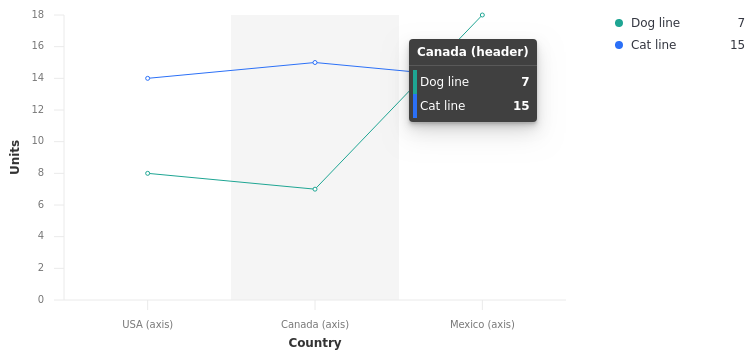 18
16
14
12
10
8
6
4
2
0
Units
USA (axis)
Canada (axis)
Mexico (axis)
Country
Canada (header)
Dog line 7
Cat line 15
Dog line 7
Cat line 15